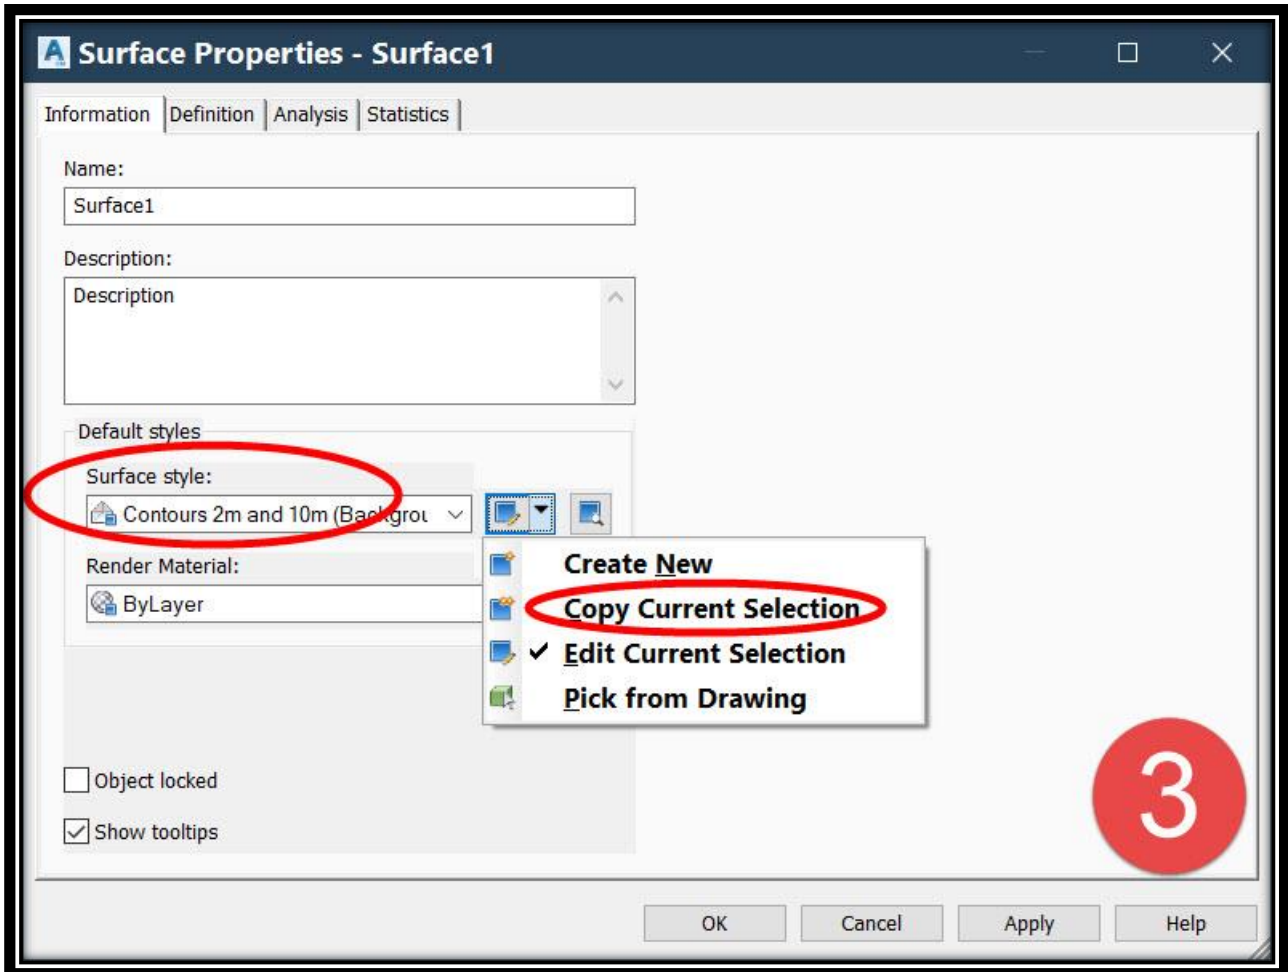 Surface Properties - Surface1
Information Definition Analysis Statistics
Name:
Surface1
Description:
Description
Default styles
Surface style:
Contours 2m and 10m (Backgrou
Render Material:
ByLayer
Create New
Copy Current Selection
Edit Current Selection
Pick from Drawing
Object locked
Show tooltips
3
OK Cancel Apply Help